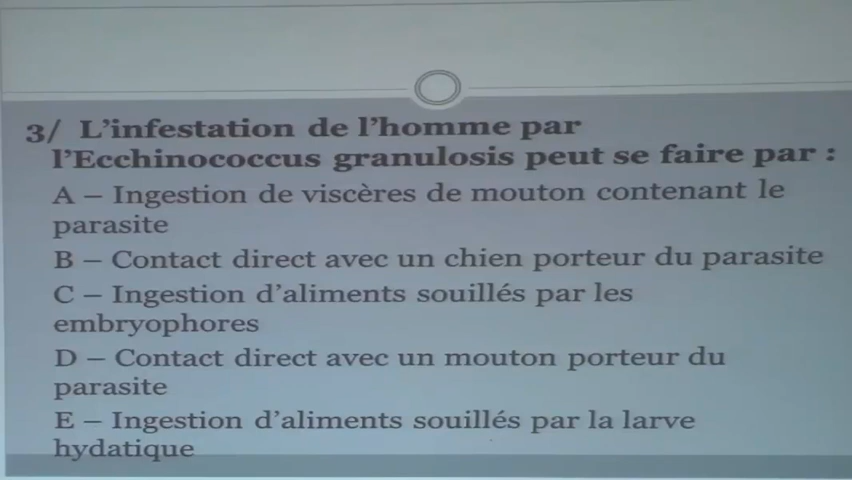 3/ L'infestation de l'homme par
l'Ecchinococcus granulosis peut se faire par :
A – Ingestion de viscères de mouton contenant le
parasite
B – Contact direct avec un chien porteur du parasite
C – Ingestion d'aliments souillés par les
embryophores
D – Contact direct avec un mouton porteur du
parasite
E – Ingestion d'aliments souillés par la larve
hydatique